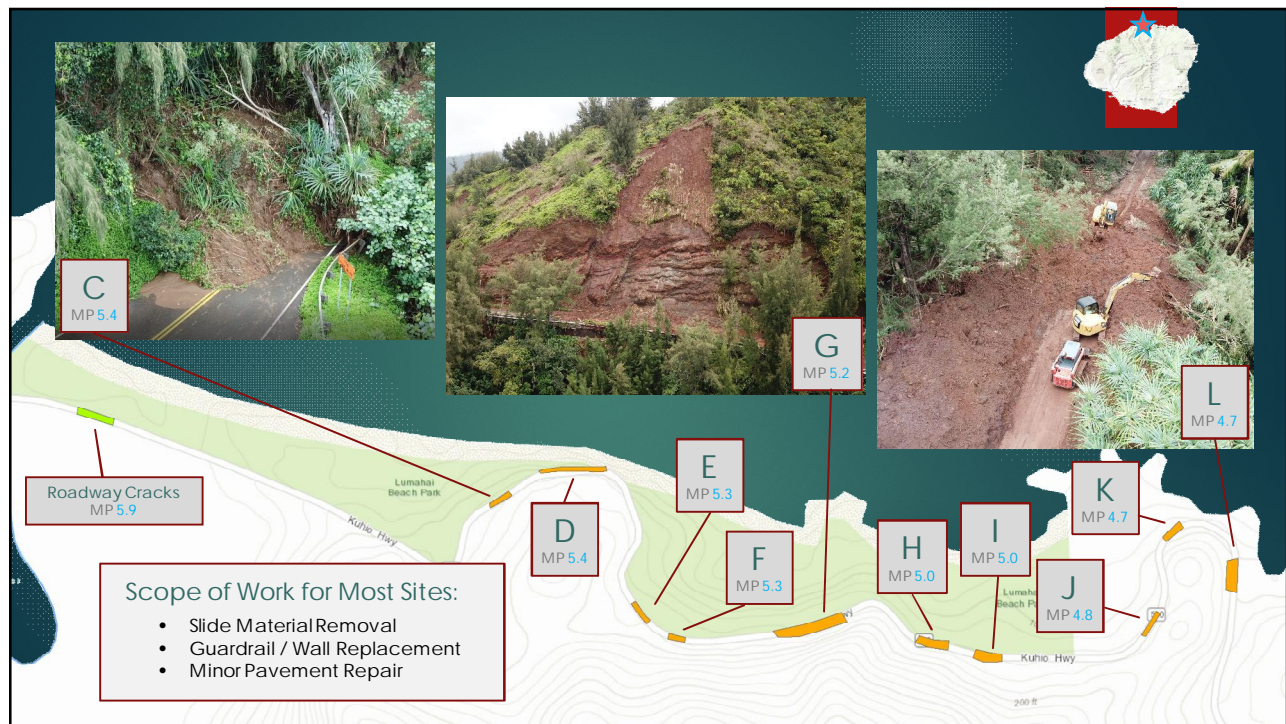 C
MP 5.4
G
MP 5.2
L
MP 4.7
Roadway Cracks
MP 5.9
Lumahai
Beach Park
Kuhio Hwy
D
MP 5.4
E
MP 5.3
F
MP 5.3
H
MP 5.0
I
MP 5.0
K
MP 4.7
J
MP 4.8
Lumahai
Beach Park
Kuhio Hwy
200 ft
Scope of Work for Most Sites:
• Slide Material Removal
• Guardrail / Wall Replacement
• Minor Pavement Repair